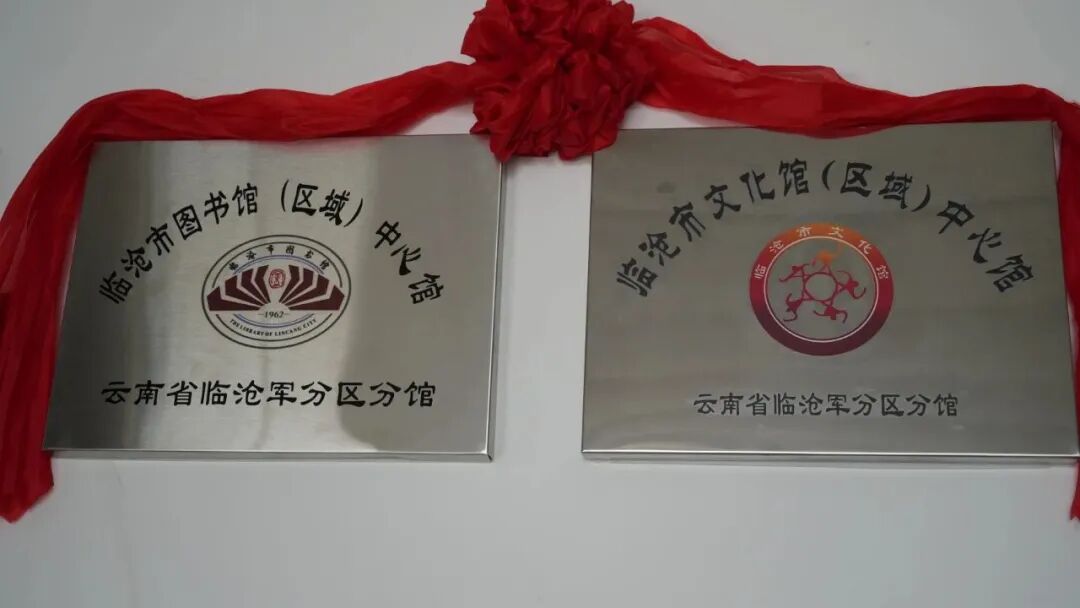 临沧市图书馆（区域）中心馆
临沧市图书馆
1962
THE LIBRARY OF LINCANG CITY
云南省临沧军分区分馆
临沧市文化馆（区域）中心馆
临沧市文化馆
云南省临沧军分区分馆